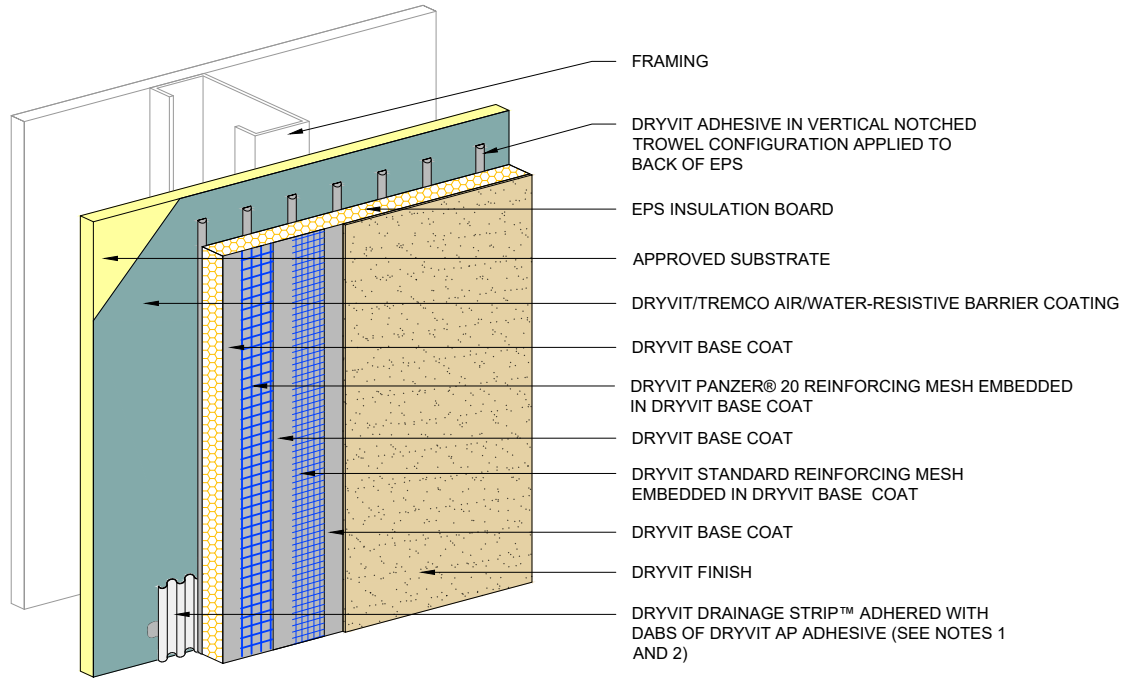 FRAMING
DRYVIT ADHESIVE IN VERTICAL NOTCHED
TROWEL CONFIGURATION APPLIED TO
BACK OF EPS
EPS INSULATION BOARD
APPROVED SUBSTRATE
DRYVIT/TREMCO AIR/WATER-RESISTIVE BARRIER COATING
DRYVIT BASE COAT
DRYVIT PANZER® 20 REINFORCING MESH EMBEDDED
IN DRYVIT BASE COAT
DRYVIT BASE COAT
DRYVIT STANDARD REINFORCING MESH
EMBEDDED IN DRYVIT BASE COAT
DRYVIT BASE COAT
DRYVIT FINISH
DRYVIT DRAINAGE STRIP™ ADHERED WITH
DABS OF DRYVIT AP ADHESIVE (SEE NOTES 1
AND 2)